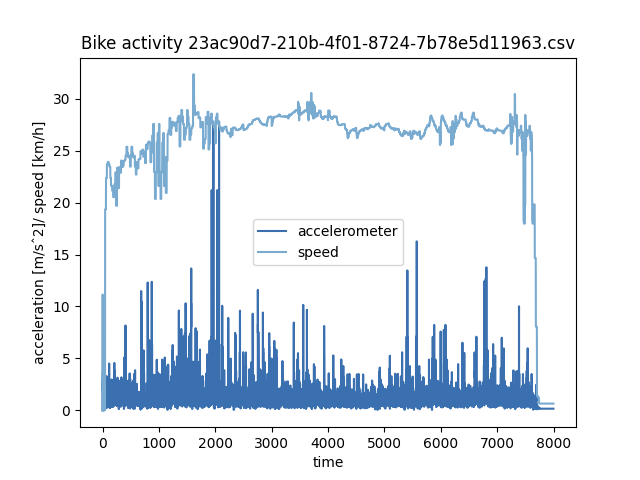 Bike activity 23ac90d7-210b-4f01-8724-7b78e5d11963.csv
acceleration [m/s^2]/ speed [km/h]
30
25
20
15
10
5
0
accelerometer
speed
0 1000 2000 3000 4000 5000 6000 7000 8000
time